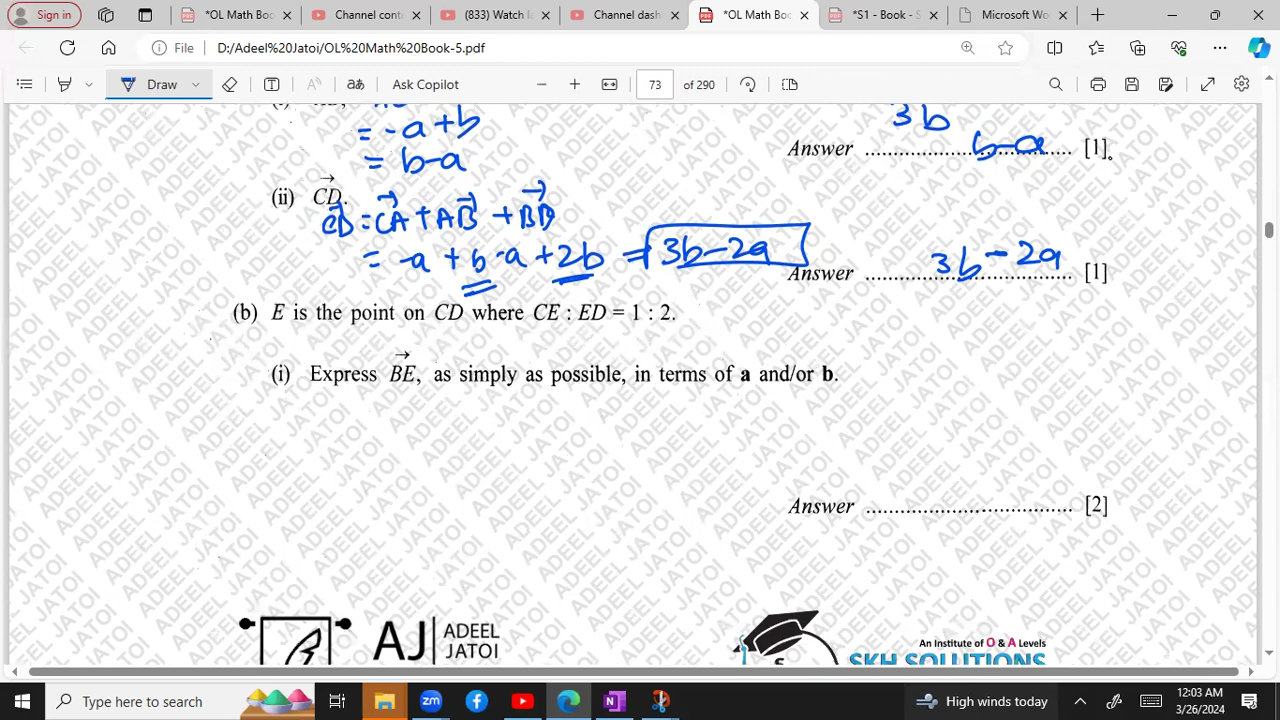 *OL Math Boo
Channel cont
(833) Watch la
Channel dash
*OL Math Boo
*S1 - Book - S
Microsoft Wo
Sign in
File
D:/Adeel%20Jatoi/OL%20Math%20Book-5.pdf
Draw
Ask Copilot
73
of 290
= -a + b
= b-a
3b
Answer b-a [1]
(ii) CD.
CD = CA + AB + BD
= -a + b - a + 2b = 3b-2a
Answer 3b - 2a [1]
(b) E is the point on CD where CE : ED = 1 : 2.
(i) Express BE, as simply as possible, in terms of a and/or b.
Answer [2]
ADEEL JATOI
AJ
ADEEL
JATOI
An Institute of O & A Levels
SKH SOLUTIONS
Type here to search
High winds today
12:03 AM
3/26/2024